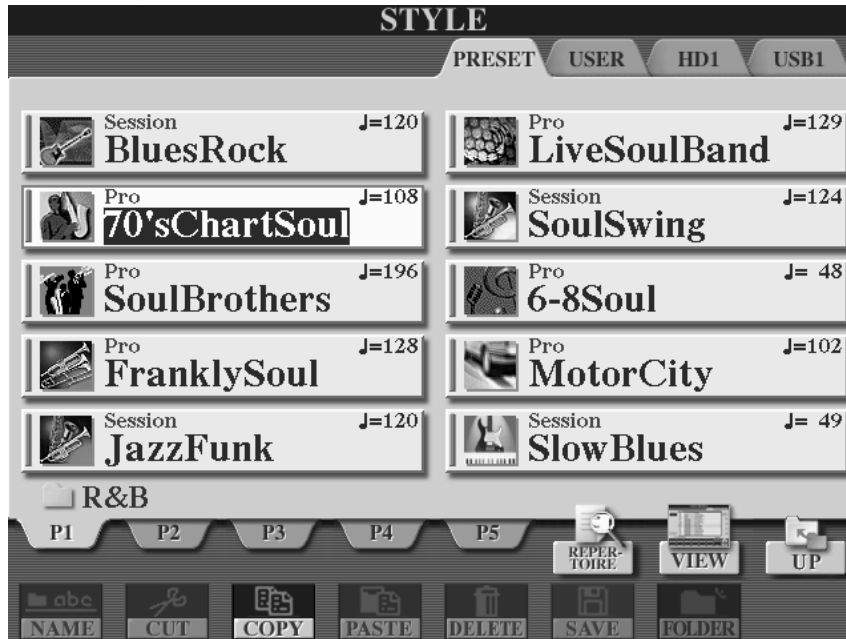 STYLE
PRESET USER HD1 USB1
Session ♩=120
BluesRock
Pro ♩=129
LiveSoulBand
Pro ♩=108
70'sChartSoul
Session ♩=124
SoulSwing
Pro ♩=196
SoulBrothers
Pro ♩= 48
6-8Soul
Pro ♩=128
FranklySoul
Pro ♩=102
MotorCity
Session ♩=120
JazzFunk
Session ♩= 49
SlowBlues
R&B
P1 P2 P3 P4 P5
REPER-
TOIRE
VIEW
UP
abc
NAME CUT COPY PASTE DELETE SAVE FOLDER